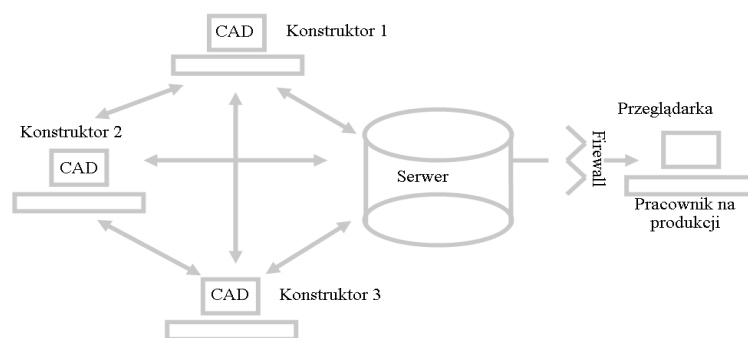 CAD
Konstruktor 1
Konstruktor 2
CAD
Serwer
Firewall
Przeglądarka
Pracownik na
produkcji
CAD
Konstruktor 3